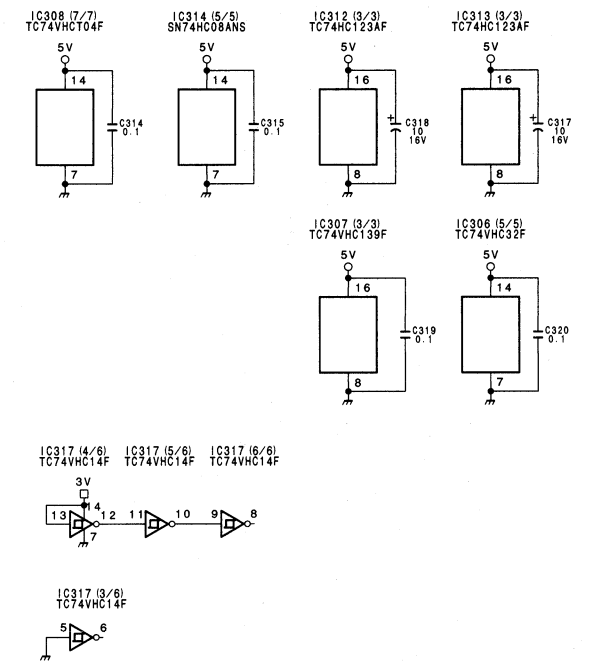 IC308 (7/7)
TC74VHCT04F
5V
14
C314
0.1
7
IC314 (5/5)
SN74HC08ANS
5V
14
C315
0.1
7
IC312 (3/3)
TC74HC123AF
5V
16
+
C318
10
16V
8
IC313 (3/3)
TC74HC123AF
5V
16
+
C317
10
16V
8
IC307 (3/3)
TC74VHC139F
5V
16
C319
0.1
8
IC306 (5/5)
TC74VHC32F
5V
14
C320
0.1
7
IC317 (4/6)
TC74VHC14F
3V
14
13
12
7
IC317 (5/6)
TC74VHC14F
11
10
IC317 (6/6)
TC74VHC14F
9
8
IC317 (3/6)
TC74VHC14F
5
6